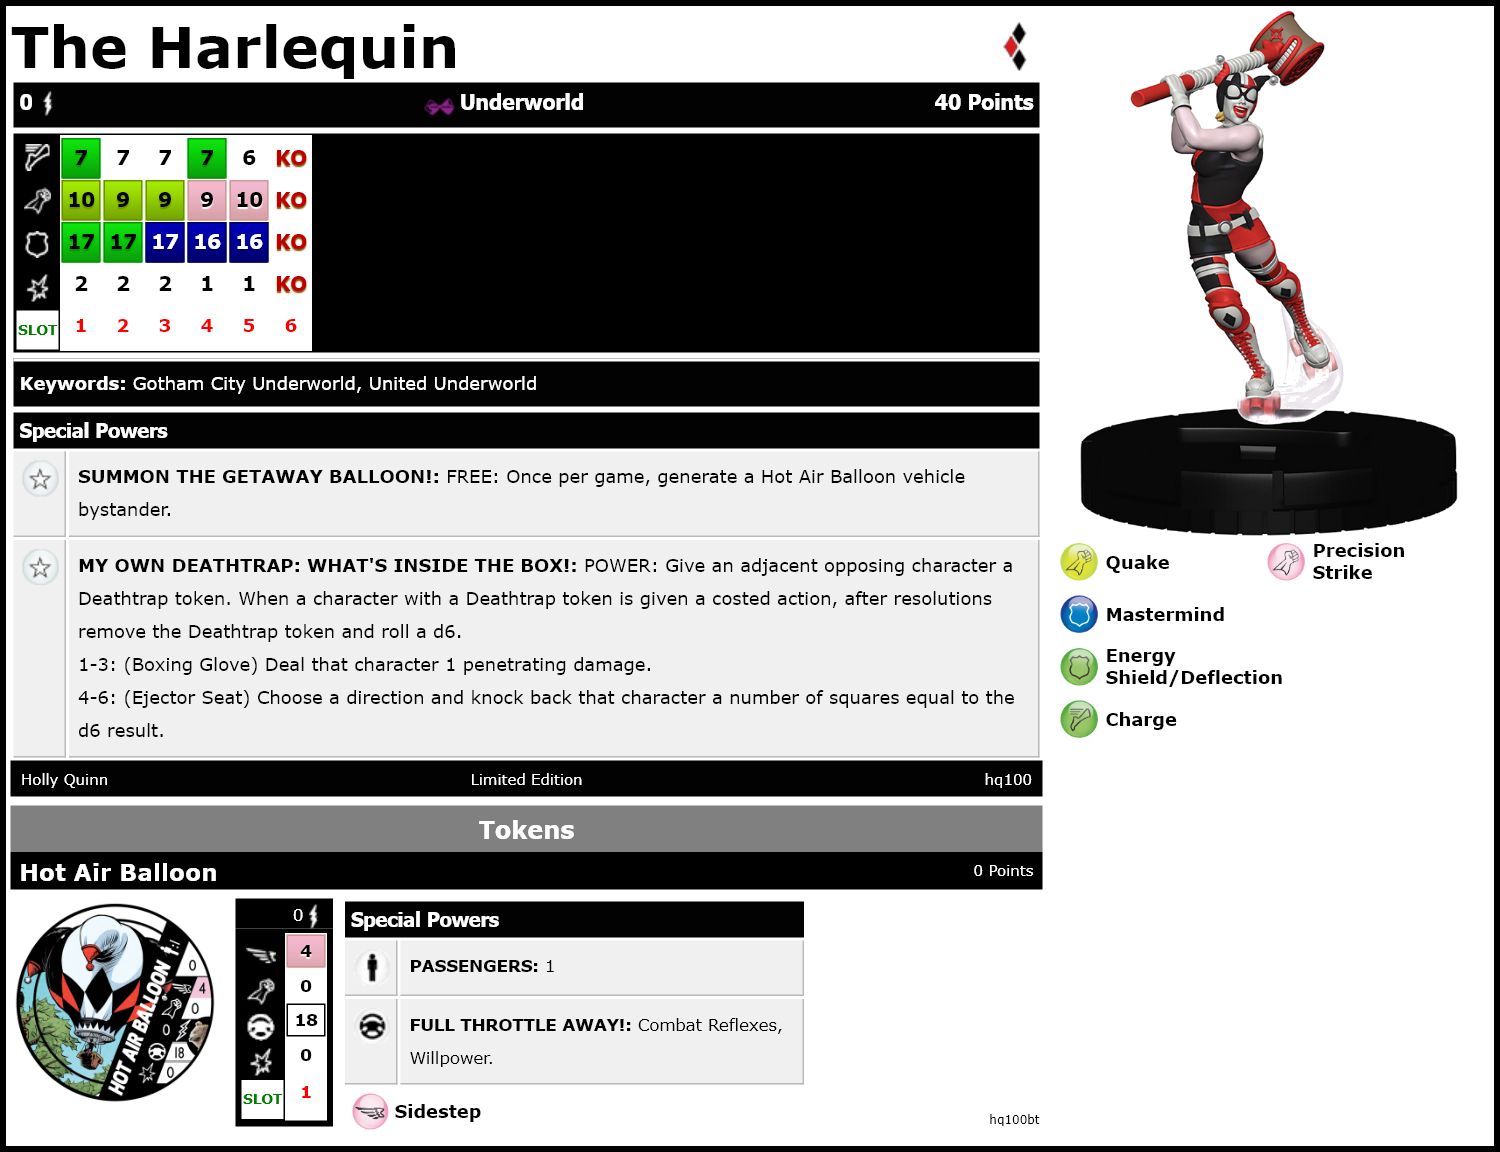 The Harlequin
0 Underworld 40 Points
7 7 7 7 6 KO
10 9 9 9 10 KO
17 17 17 16 16 KO
2 2 2 1 1 KO
SLOT 1 2 3 4 5 6
Keywords: Gotham City Underworld, United Underworld
Special Powers
SUMMON THE GETAWAY BALLOON!: FREE: Once per game, generate a Hot Air Balloon vehicle
bystander.
MY OWN DEATHTRAP: WHAT'S INSIDE THE BOX!: POWER: Give an adjacent opposing character a
Deathtrap token. When a character with a Deathtrap token is given a costed action, after resolutions
remove the Deathtrap token and roll a d6.
1-3: (Boxing Glove) Deal that character 1 penetrating damage.
4-6: (Ejector Seat) Choose a direction and knock back that character a number of squares equal to the
d6 result.
Holly Quinn Limited Edition hq100
Quake
Precision
Strike
Mastermind
Energy
Shield/Deflection
Charge
Tokens
Hot Air Balloon 0 Points
HOT AIR BALLOON
:1
0
4
0
0
18
0
0
4
0
18
0
SLOT 1
Special Powers
PASSENGERS: 1
FULL THROTTLE AWAY!: Combat Reflexes,
Willpower.
Sidestep
hq100bt